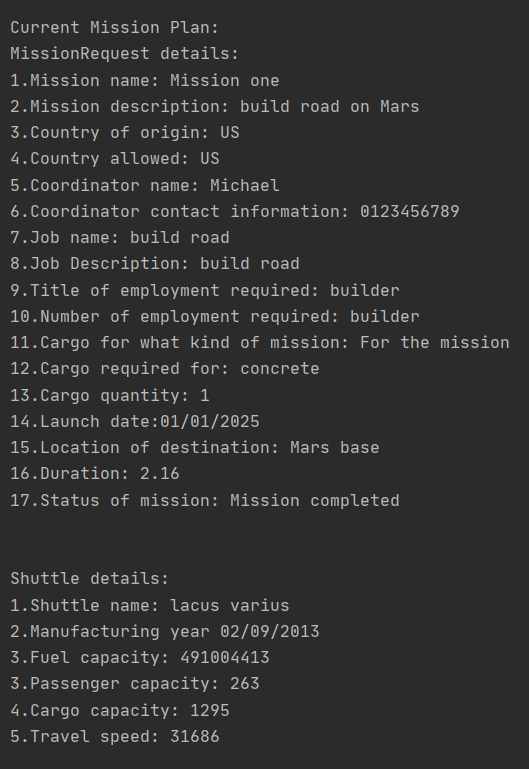 Current Mission Plan:
MissionRequest details:
1.Mission name: Mission one
2.Mission description: build road on Mars
3.Country of origin: US
4.Country allowed: US
5.Coordinator name: Michael
6.Coordinator contact information: 0123456789
7.Job name: build road
8.Job Description: build road
9.Title of employment required: builder
10.Number of employment required: builder
11.Cargo for what kind of mission: For the mission
12.Cargo required for: concrete
13.Cargo quantity: 1
14.Launch date:01/01/2025
15.Location of destination: Mars base
16.Duration: 2.16
17.Status of mission: Mission completed
Shuttle details:
1.Shuttle name: lacus varius
2.Manufacturing year 02/09/2013
3.Fuel capacity: 491004413
3.Passenger capacity: 263
4.Cargo capacity: 1295
5.Travel speed: 31686